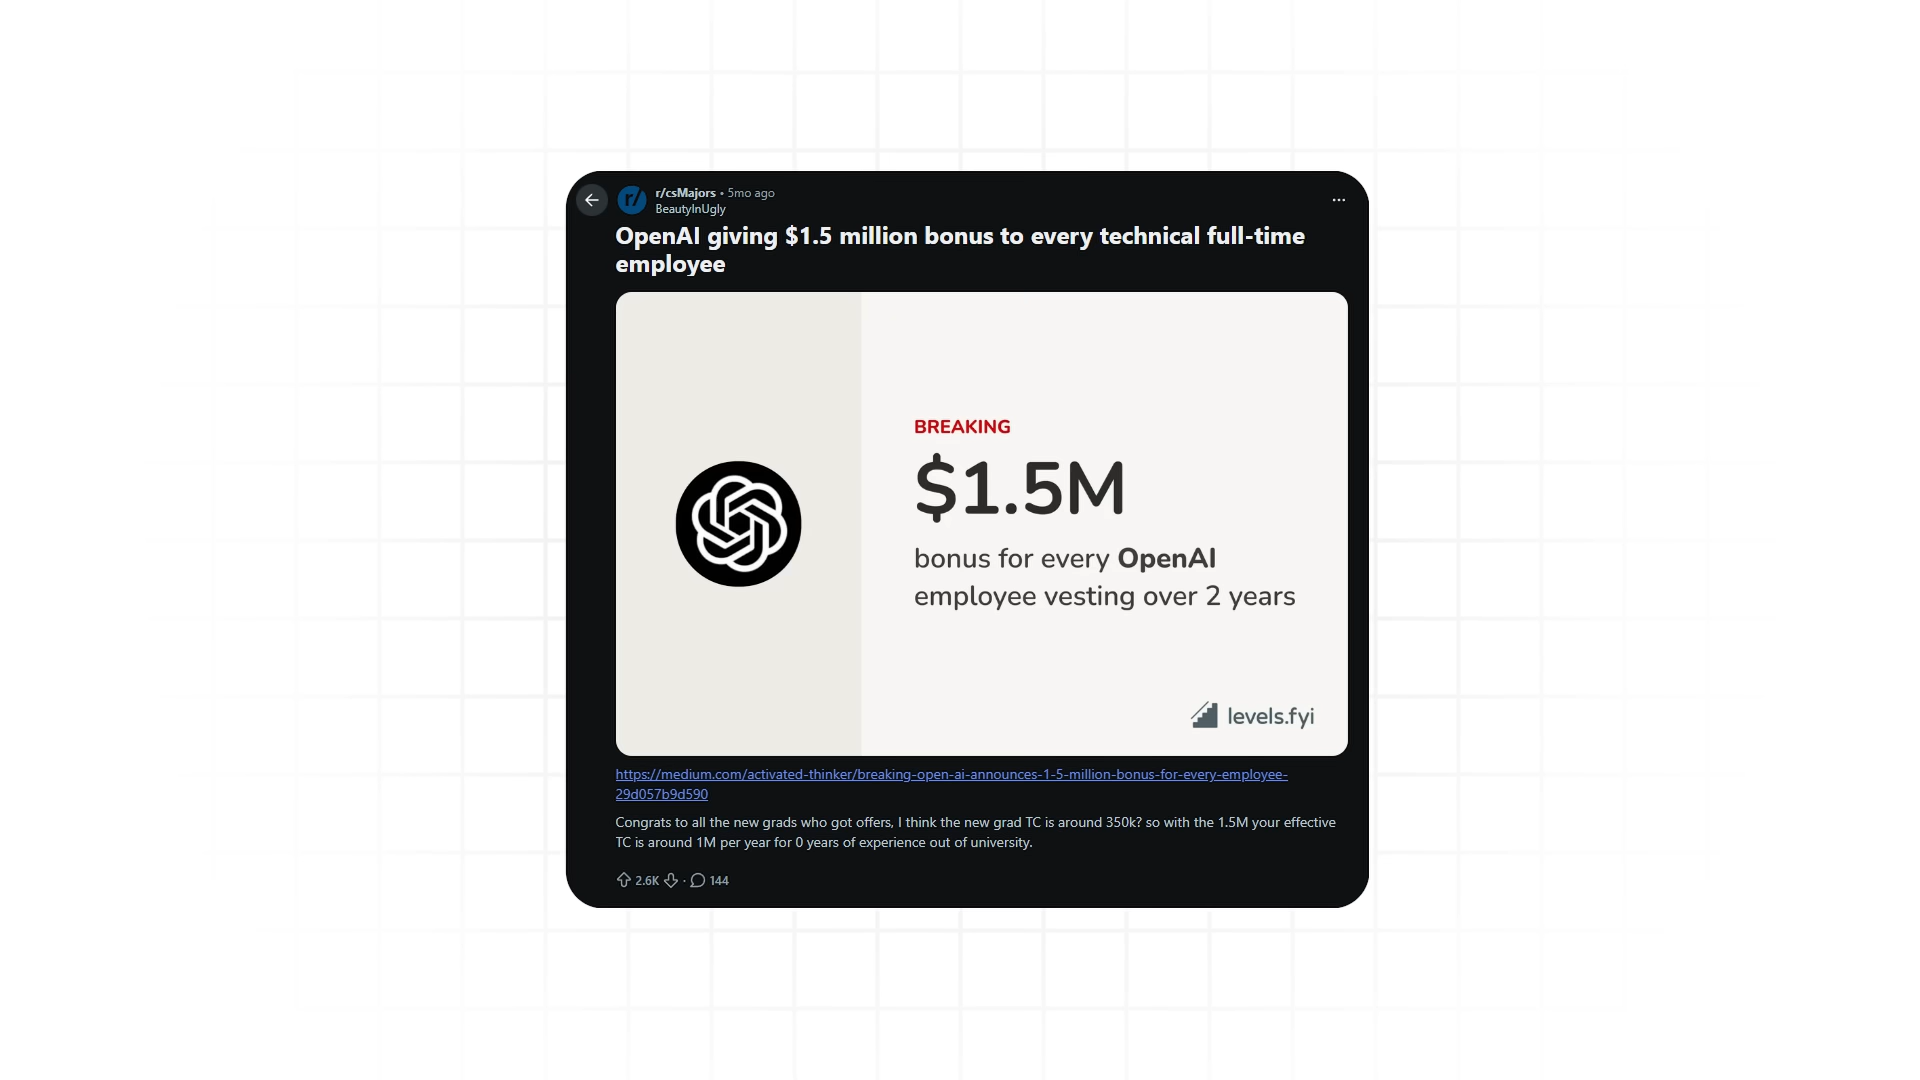 r/csMajors • 5mo ago
BeautyInUgly
OpenAI giving $1.5 million bonus to every technical full-time
employee
BREAKING
$1.5M
bonus for every OpenAI
employee vesting over 2 years
levels.fyi
https://medium.com/activated-thinker/breaking-open-ai-announces-1-5-million-bonus-for-every-employee-
29d057b9d590
Congrats to all the new grads who got offers, I think the new grad TC is around 350k? so with the 1.5M your effective
TC is around 1M per year for 0 years of experience out of university.
2.6K · 144